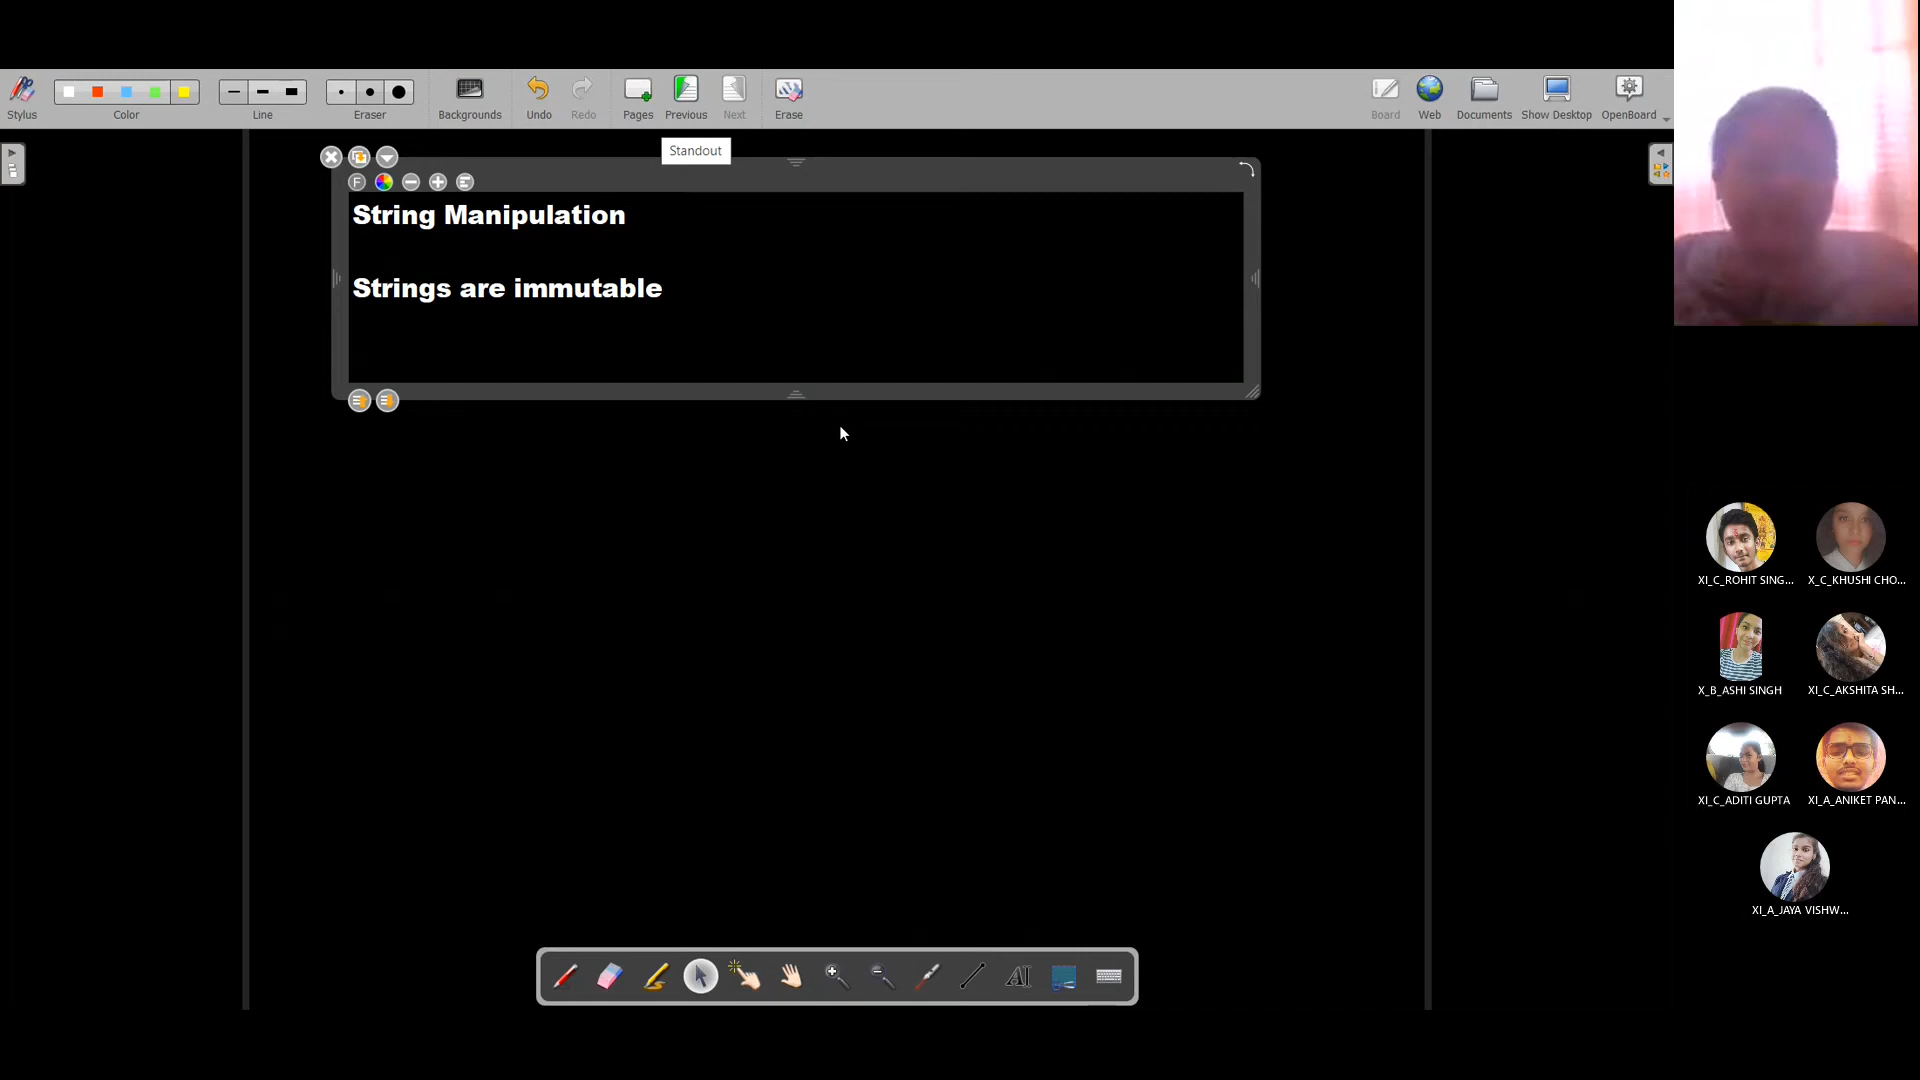 Stylus
Color
Line
Eraser
Backgrounds
Undo
Redo
Pages
Previous
Next
Erase
Board
Web
Documents
Show Desktop
OpenBoard
Standout
F
String Manipulation
Strings are immutable
XI_C_ROHIT SING...
X_C_KHUSHI CHO...
X_B_ASHI SINGH
XI_C_AKSHITA SH...
XI_C_ADITI GUPTA
XI_A_ANIKET PAN...
XI_A_JAYA VISHW...
AI